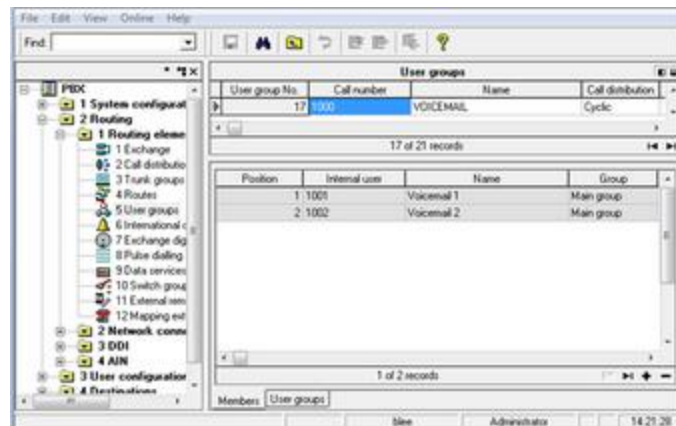 File Edit View Online Help
Find:
User groups
PBX
1 System configurat
2 Routing
1 Routing eleme
1 Exchange
2 Call distributio
3 Trunk groups
4 Routes
5 User groups
6 International c
7 Exchange dig
8 Pulse dialling
9 Data services
10 Switch group
11 External rem
12 Mapping ext
2 Network conne
3 DDI
4 AIN
3 User configuration
4 Destinations
User group No. Call number Name Call distribution
17 1000 VOICEMAIL Cyclic
17 of 21 records
Position Internal user Name Group
1 1001 Voicemail 1 Main group
2 1002 Voicemail 2 Main group
1 of 2 records
Members User groups
blee Administrator 14:21:28